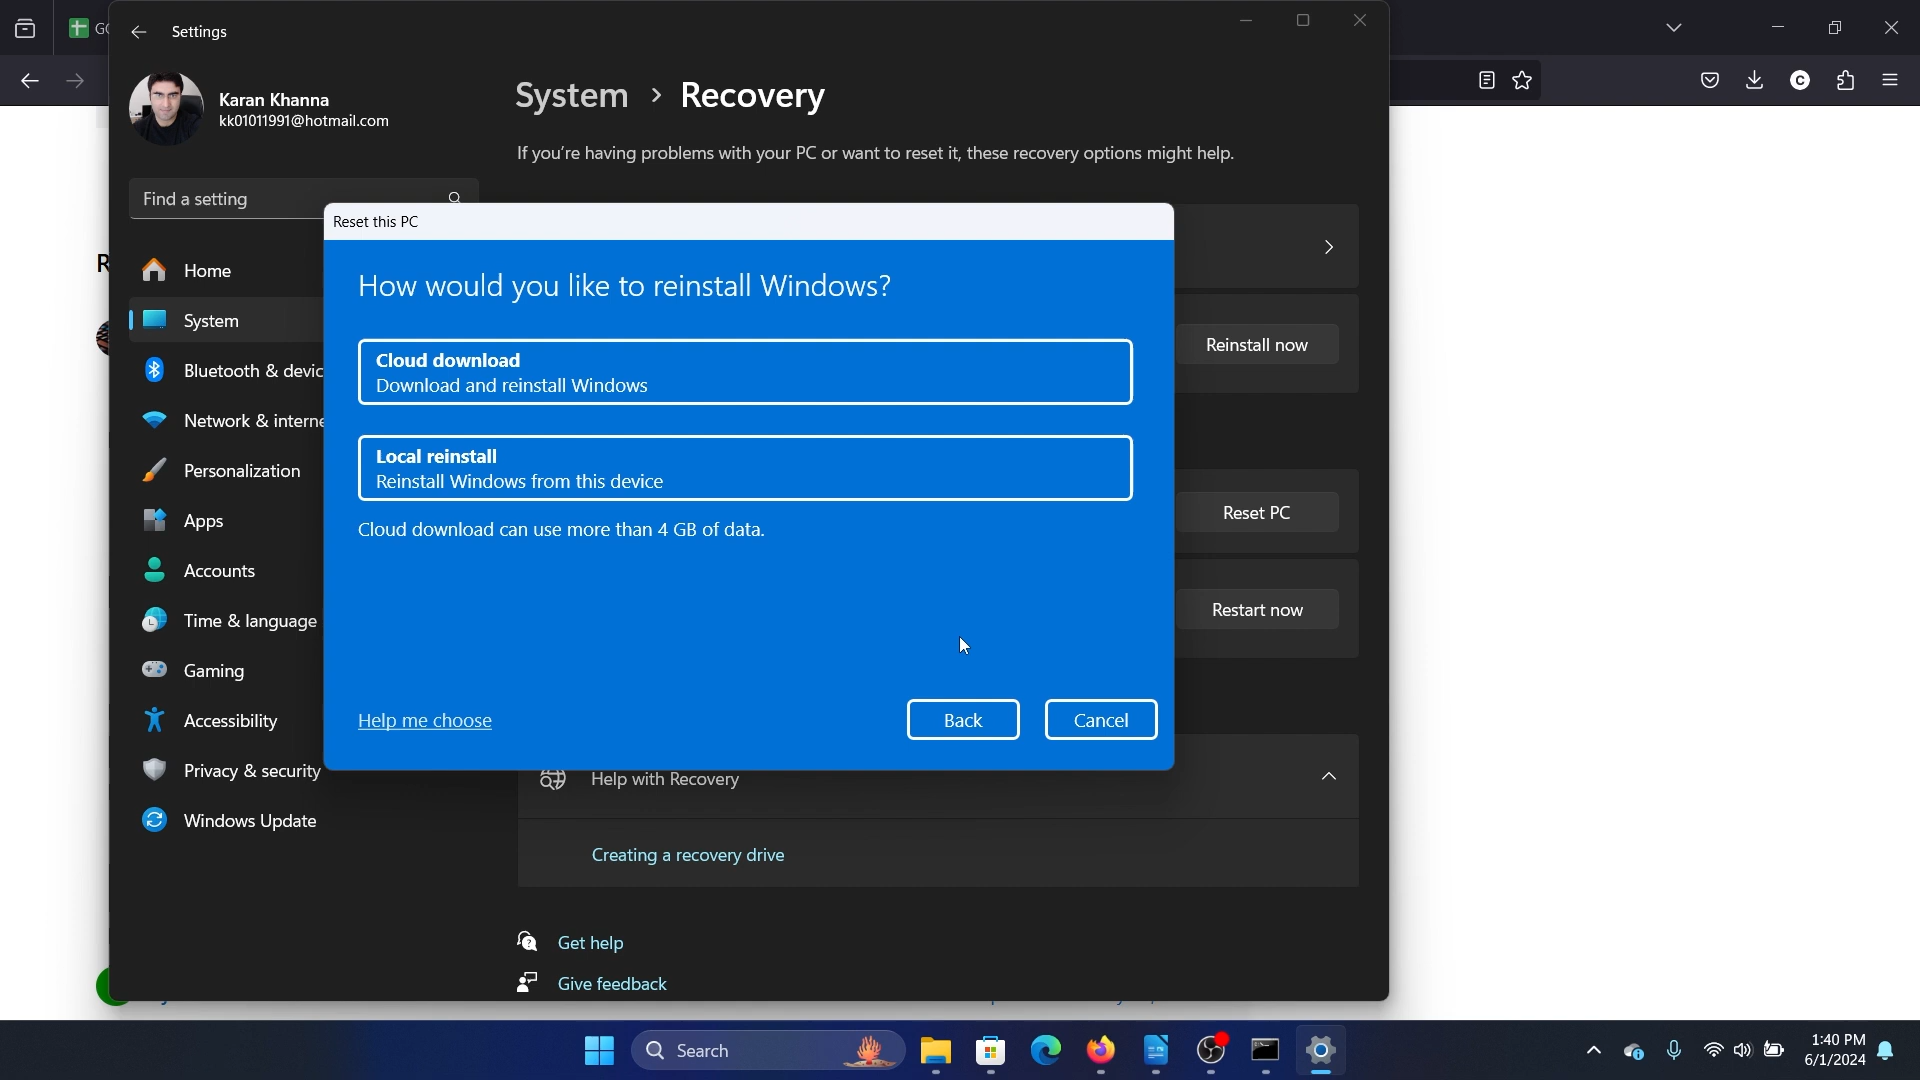 Settings
Karan Khanna
kk01011991@hotmail.com
System > Recovery
If you're having problems with your PC or want to reset it, these recovery options might help.
Find a setting
Reset this PC
How would you like to reinstall Windows?
Cloud download
Download and reinstall Windows
Local reinstall
Reinstall Windows from this device
Cloud download can use more than 4 GB of data.
Help me choose
Back
Cancel
Home
System
Bluetooth & devic
Network & interne
Personalization
Apps
Accounts
Time & language
Gaming
Accessibility
Privacy & security
Windows Update
Reinstall now
Reset PC
Restart now
Help with Recovery
Creating a recovery drive
Get help
Give feedback
Search
1:40 PM
6/1/2024